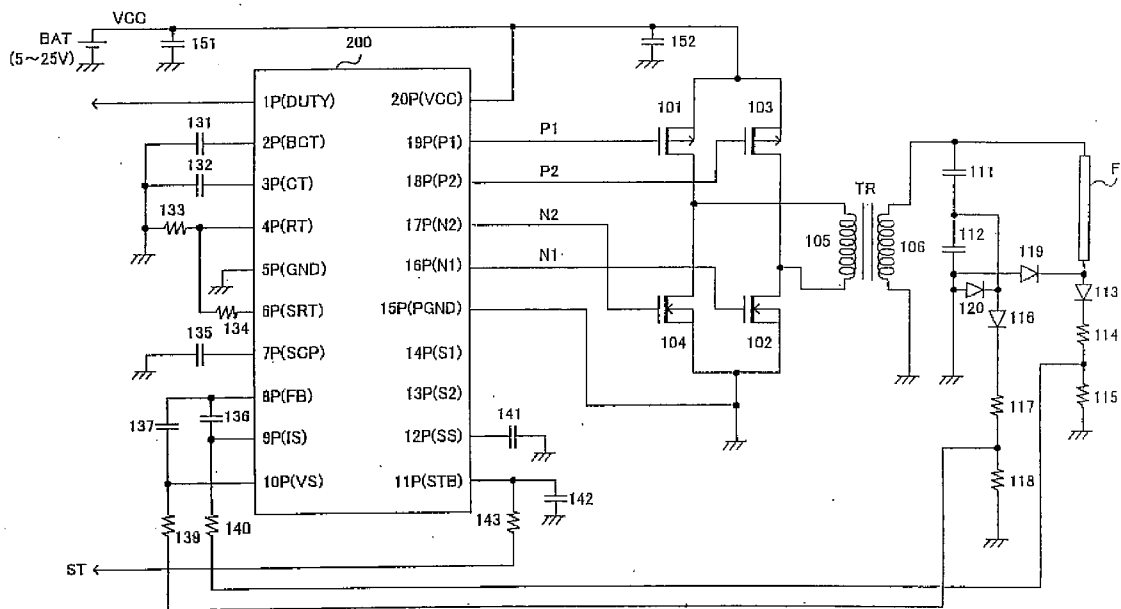 VCC
BAT
(5~25V)
151
200
152
1P(DUTY)
20P(VCC)
131
2P(BCT)
19P(P1)
P1
101
103
132
3P(CT)
18P(P2)
P2
133
4P(RT)
17P(N2)
N2
5P(GND)
16P(N1)
N1
6P(SRT)
134
15P(PGND)
135
7P(SCP)
14P(S1)
104
102
8P(FB)
13P(S2)
137
136
9P(IS)
12P(SS)
141
10P(VS)
11P(STB)
142
139
140
143
ST
TR
105
106
111
F
112
119
120
116
113
114
117
115
118